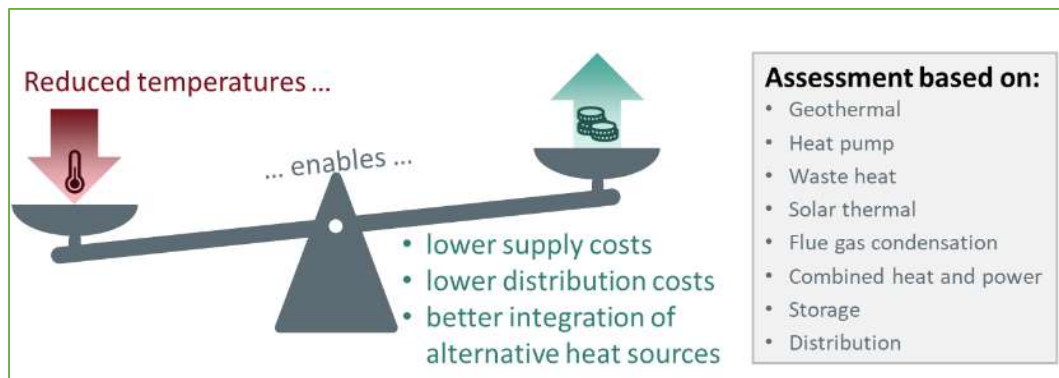 Reduced temperatures ...
... enables ...
• lower supply costs
• lower distribution costs
• better integration of
alternative heat sources
Assessment based on:
• Geothermal
• Heat pump
• Waste heat
• Solar thermal
• Flue gas condensation
• Combined heat and power
• Storage
• Distribution